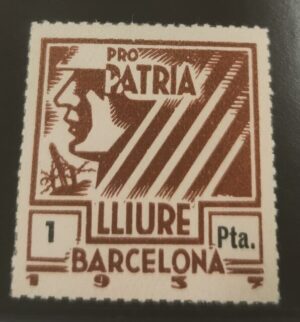 PRO
PATRIA
LLIURE
1 Pta.
BARCELONA
1937